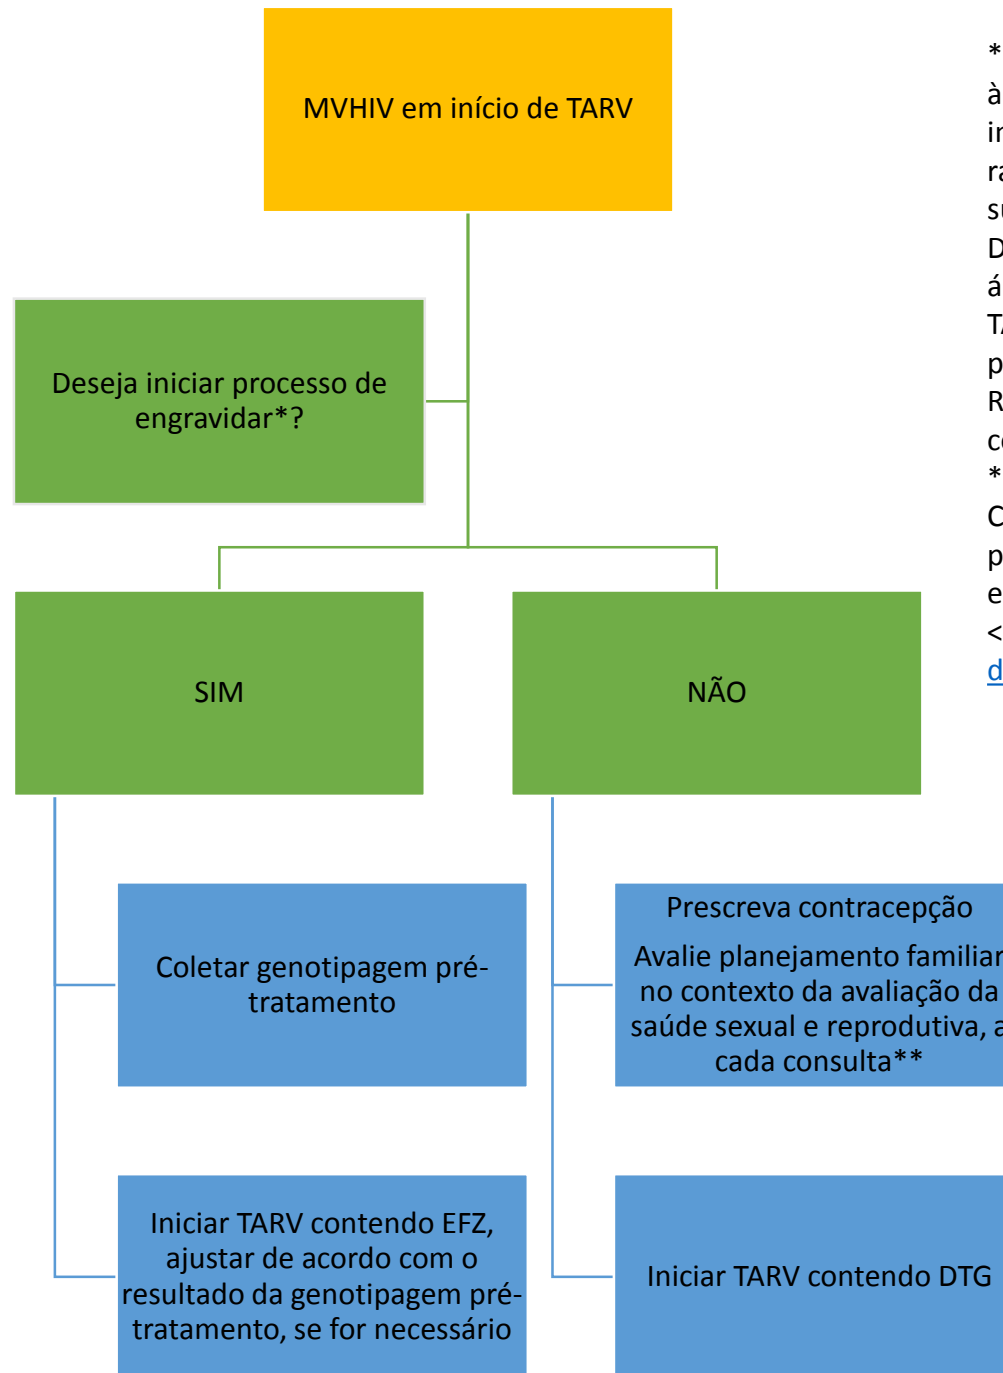 MVHIV em início de TARV
Deseja iniciar processo de
engravidar*?
SIM
NÃO
Coletar genotipagem pré-
tratamento
Prescreva contracepção
Avalie planejamento familiar
no contexto da avaliação da
saúde sexual e reprodutiva, a
cada consulta**
Iniciar TARV contendo EFZ,
ajustar de acordo com o
resultado da genotipagem pré-
tratamento, se for necessário
Iniciar TARV contendo DTG
*
à